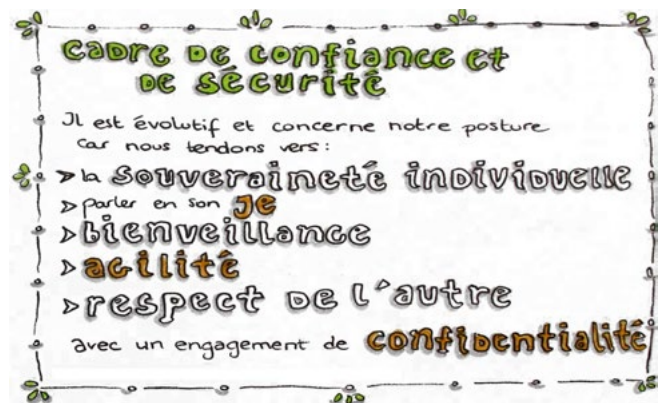 Cadre de confiance et
de sécurité
Il est évolutif et concerne notre posture
car nous tendons vers :
> la souveraineté individuelle
> parler en son je
> bienveillance
> agilité
> respect de l'autre
avec un engagement de confidentialité